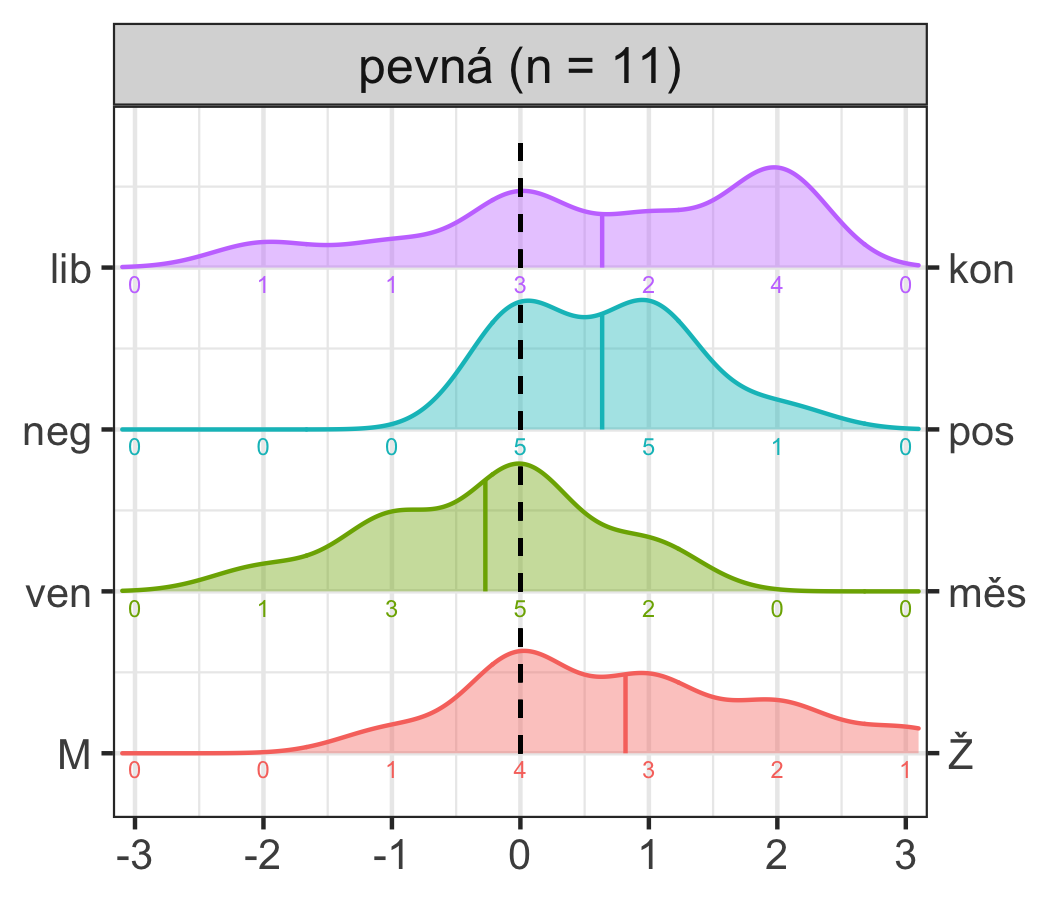 pevná (n = 11)
lib kon
0 1 1 3 2 4 0
neg pos
0 0 0 5 5 1 0
ven měs
0 1 3 5 2 0 0
M Ž
0 0 1 4 3 2 1
-3 -2 -1 0 1 2 3